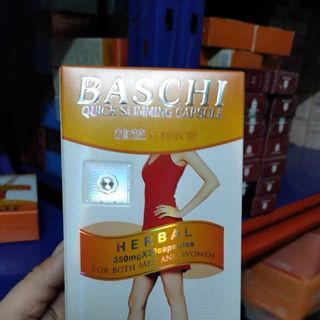 BASCHI
QUICK SLIMMING CAPSULE
HERBAL
350mgX30capsules
FOR BOTH MEN AND WOMEN